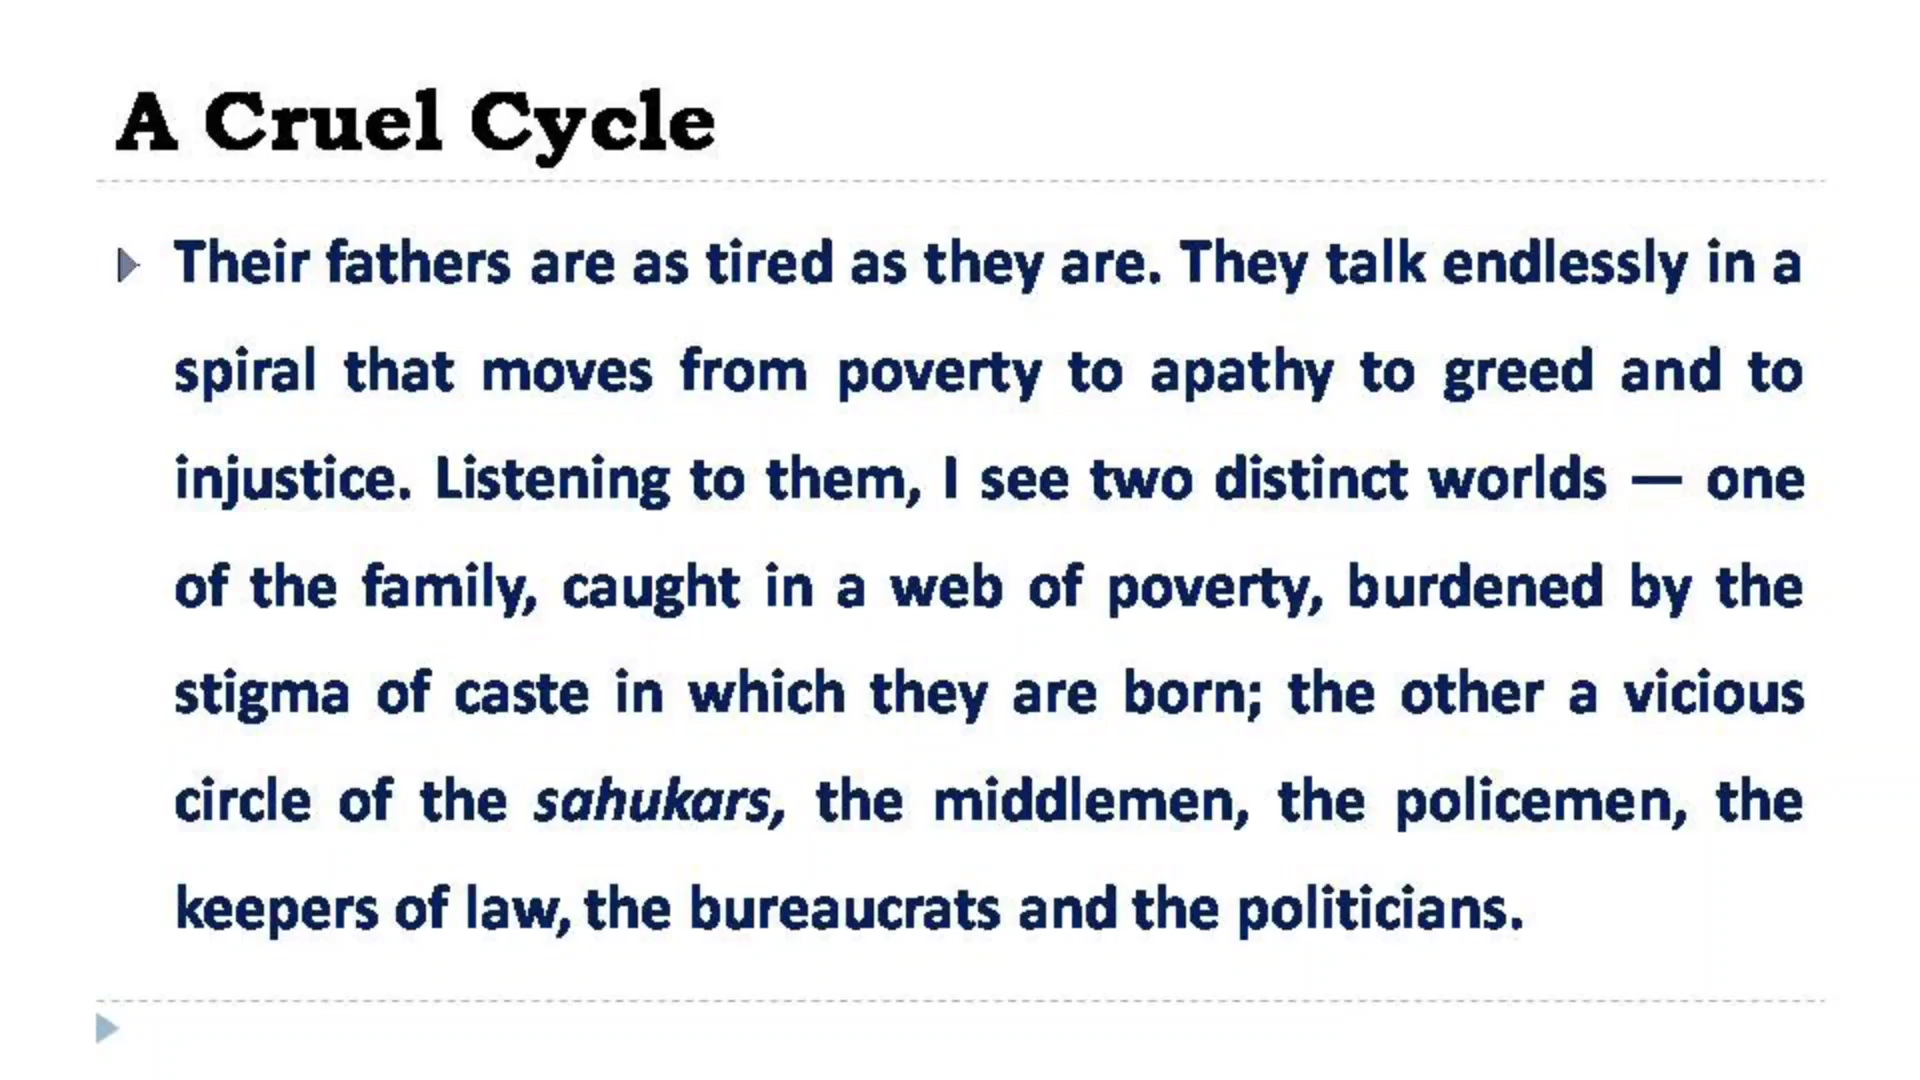 A Cruel Cycle
Their fathers are as tired as they are. They talk endlessly in a
spiral that moves from poverty to apathy to greed and to
injustice. Listening to them, I see two distinct worlds — one
of the family, caught in a web of poverty, burdened by the
stigma of caste in which they are born; the other a vicious
circle of the sahukars, the middlemen, the policemen, the
keepers of law, the bureaucrats and the politicians.